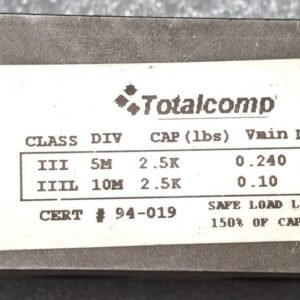 Totalcomp
CLASS DIV CAP (lbs) Vmin
III 5M 2.5K 0.240
IIIL 10M 2.5K 0.10
CERT # 94-019 SAFE LOAD
150% OF CAP